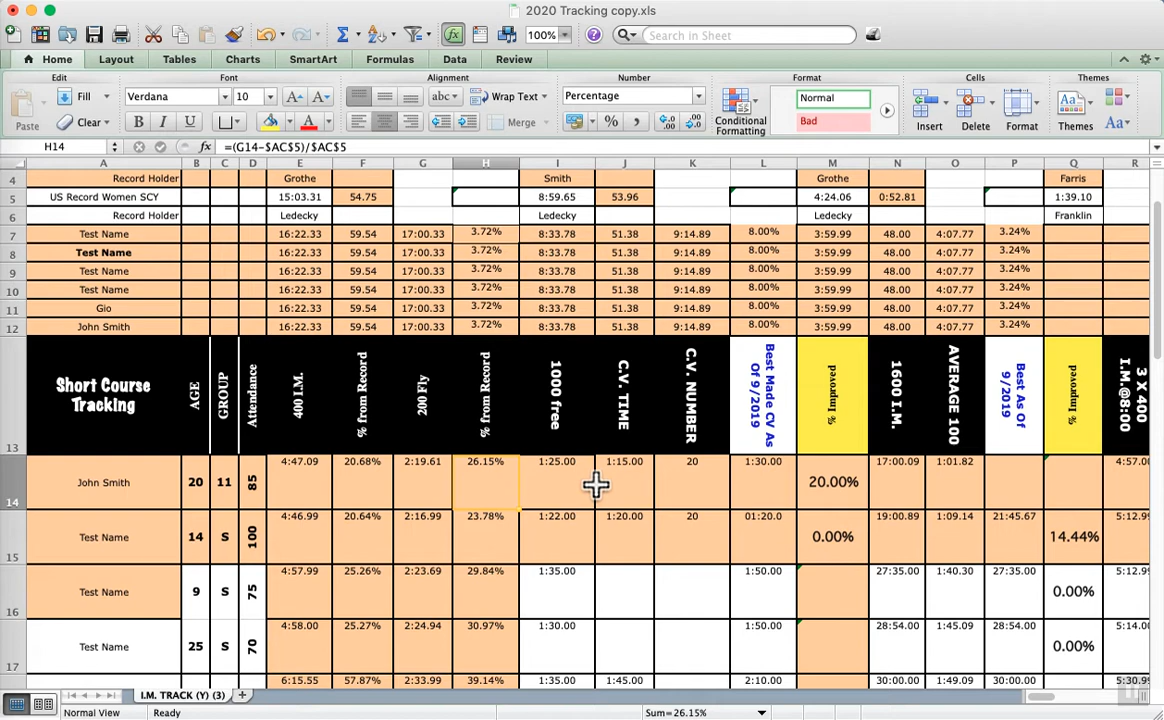 2020 Tracking copy.xls
100%
Search in Sheet
Home Layout Tables Charts SmartArt Formulas Data Review
Edit Font Alignment Number Format Cells Themes
Paste Fill Clear Verdana 10 abc Wrap Text Merge Percentage Conditional Formatting Normal Bad Insert Delete Format Themes Aa
B I U A A %
H14 fx =(G14-$AC$5)/$AC$5
A B C D E F G H I J K L M N O P Q R
4 Record Holder Grothe Smith Grothe Farris
5 US Record Women SCY 15:03.31 54.75 8:59.65 53.96 4:24.06 0:52.81 1:39.10
6 Record Holder Ledecky Ledecky Ledecky Franklin
7 Test Name 16:22.33 59.54 17:00.33 3.72% 8:33.78 51.38 9:14.89 8.00% 3:59.99 48.00 4:07.77 3.24%
8 Test Name 16:22.33 59.54 17:00.33 3.72% 8:33.78 51.38 9:14.89 8.00% 3:59.99 48.00 4:07.77 3.24%
9 Test Name 16:22.33 59.54 17:00.33 3.72% 8:33.78 51.38 9:14.89 8.00% 3:59.99 48.00 4:07.77 3.24%
10 Test Name 16:22.33 59.54 17:00.33 3.72% 8:33.78 51.38 9:14.89 8.00% 3:59.99 48.00 4:07.77 3.24%
11 Gio 16:22.33 59.54 17:00.33 3.72% 8:33.78 51.38 9:14.89 8.00% 3:59.99 48.00 4:07.77 3.24%
12 John Smith 16:22.33 59.54 17:00.33 3.72% 8:33.78 51.38 9:14.89 8.00% 3:59.99 48.00 4:07.77 3.24%
13 Short Course Tracking AGE GROUP Attendance 400 I.M. % from Record 200 Fly % from Record 10000 free C.V. TIME C.V. NUMBER Best Made CV As Of 9/2019 Improved % 1600 I.M. AVERAGE 100 Best As Of 9/2019 Improved % 3 X 400 I.M.@8:00
14 John Smith 20 11 85 4:47.09 20.68% 2:19.61 26.15% 1:25.00 1:15.00 20 1:30.00 20.00% 17:00.09 1:01.82 4:57.00
15 Test Name 14 S 100 4:46.99 20.64% 2:16.99 23.78% 1:22.00 1:20.00 20 01:20.0 0.00% 19:00.89 1:09.14 21:45.67 14.44% 5:12.99
16 Test Name 9 S 75 4:57.99 25.26% 2:23.69 29.84% 1:35.00 1:50.00 27:35.00 1:40.30 27:35.00 0.00% 5:12.99
17 Test Name 25 S 70 4:58.00 25.27% 2:24.94 30.97% 1:30.00 1:50.00 28:54.00 1:45.09 28:54.00 0.00% 5:14.00
6:15.55 57.87% 2:33.99 39.14% 1:35.00 1:45.00 2:10.00 30:00.00 1:49.09 30:00.00 5:30.99
I.M. TRACK (Y) (3)
Normal View Ready Sum=26.15%